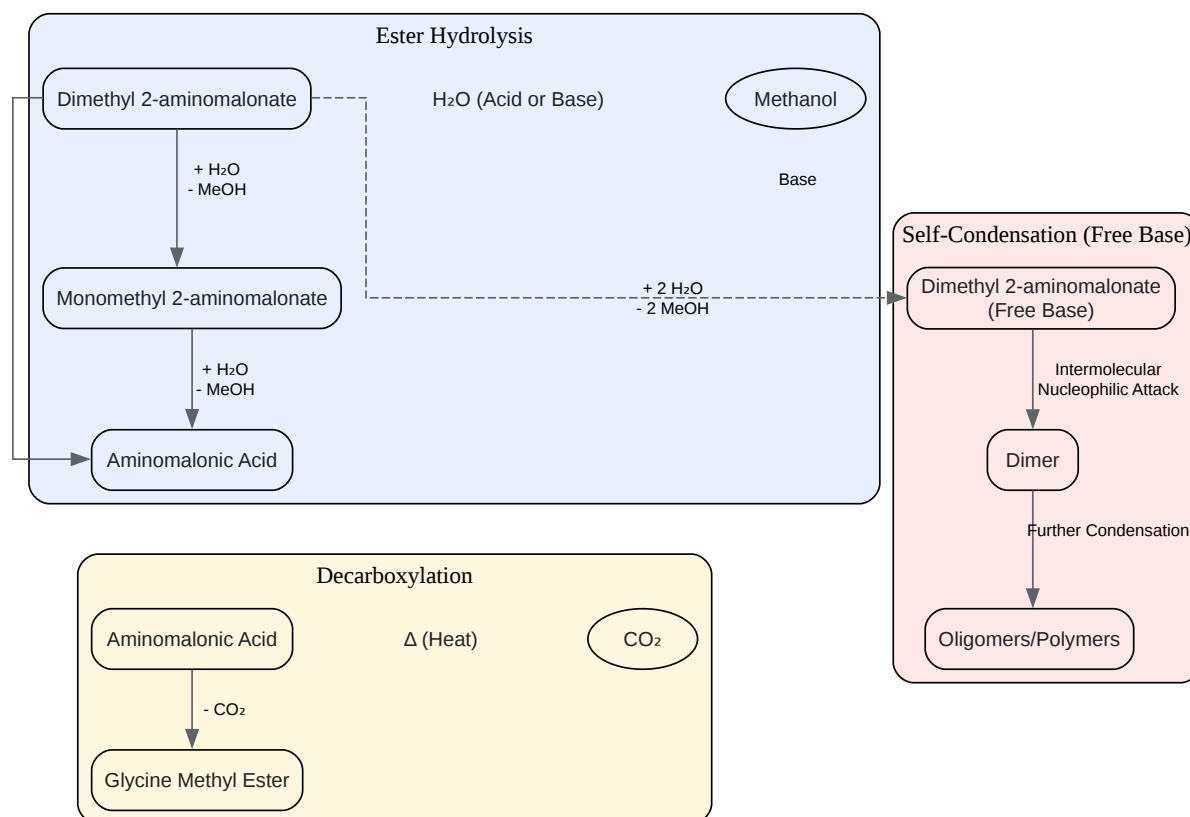 Ester Hydrolysis
Dimethyl 2-aminomalonate
H₂O (Acid or Base)
Methanol
+ H₂O
- MeOH
Base
Monomethyl 2-aminomalonate
+ 2 H₂O
- 2 MeOH
+ H₂O
- MeOH
Aminomalonic Acid
Self-Condensation (Free Base)
Dimethyl 2-aminomalonate
(Free Base)
Intermolecular
Nucleophilic Attack
Dimer
Further Condensation
Oligomers/Polymers
Decarboxylation
Aminomalonic Acid
Δ (Heat)
CO₂
- CO₂
Glycine Methyl Ester